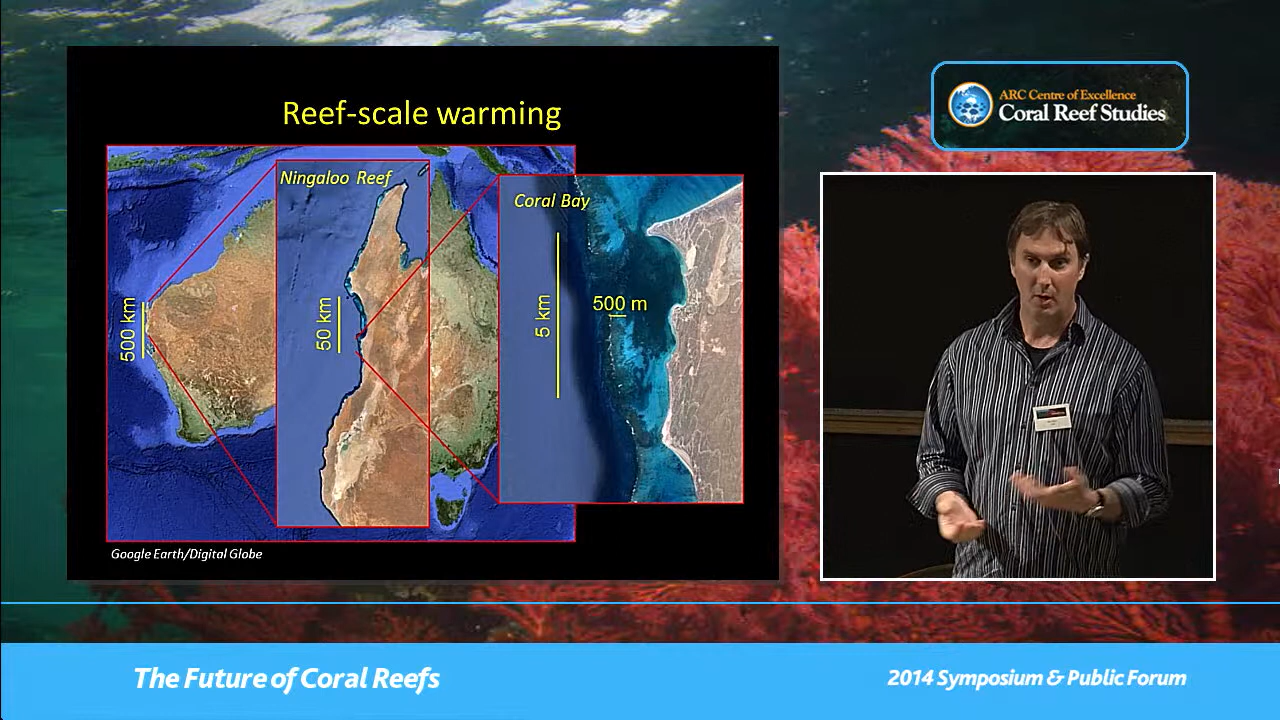 Reef-scale warming
Ningaloo Reef
Coral Bay
500 km
50 km
5 km
500 m
Google Earth/Digital Globe
ARC Centre of Excellence
Coral Reef Studies
The Future of Coral Reefs
2014 Symposium & Public Forum